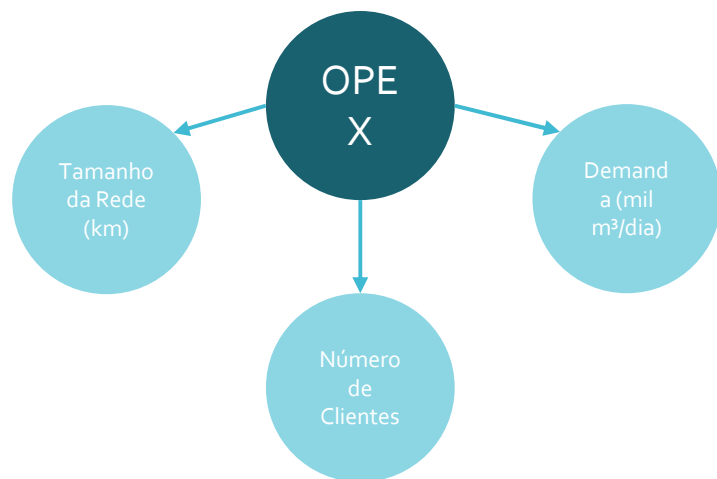 OPE
X
Tamanho
da Rede
(km)
Demand
a (mil
m³/dia)
Número
de
Clientes